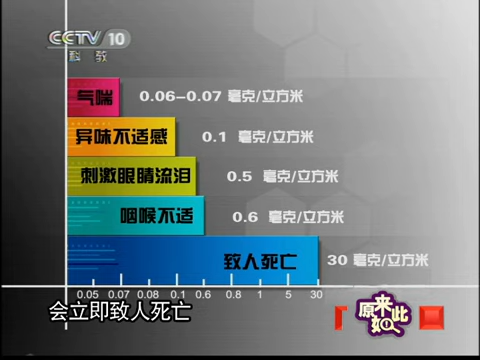 CCTV 10
科教
气喘 0.06-0.07 毫克/立方米
异味不适感 0.1 毫克/立方米
刺激眼睛流泪 0.5 毫克/立方米
咽喉不适 0.6 毫克/立方米
致人死亡 30 毫克/立方米
0.05 0.07 0.1 0.6 0.8 1 5 30
会立即致人死亡
原来如此